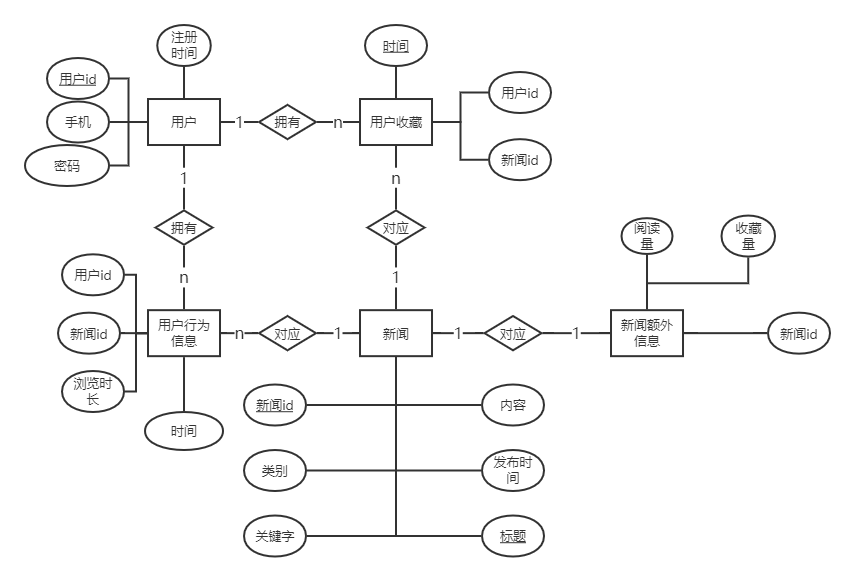 注册
时间
时间
用户id
用户id
手机
用户
1
拥有
n
用户收藏
密码
新闻id
1
n
拥有
对应
阅读
量
收藏
量
n
1
用户id
新闻id
用户行为
信息
n
对应
1
新闻
1
对应
1
新闻额外
信息
新闻id
浏览时
长
时间
新闻id
内容
类别
发布时
间
关键字
标题